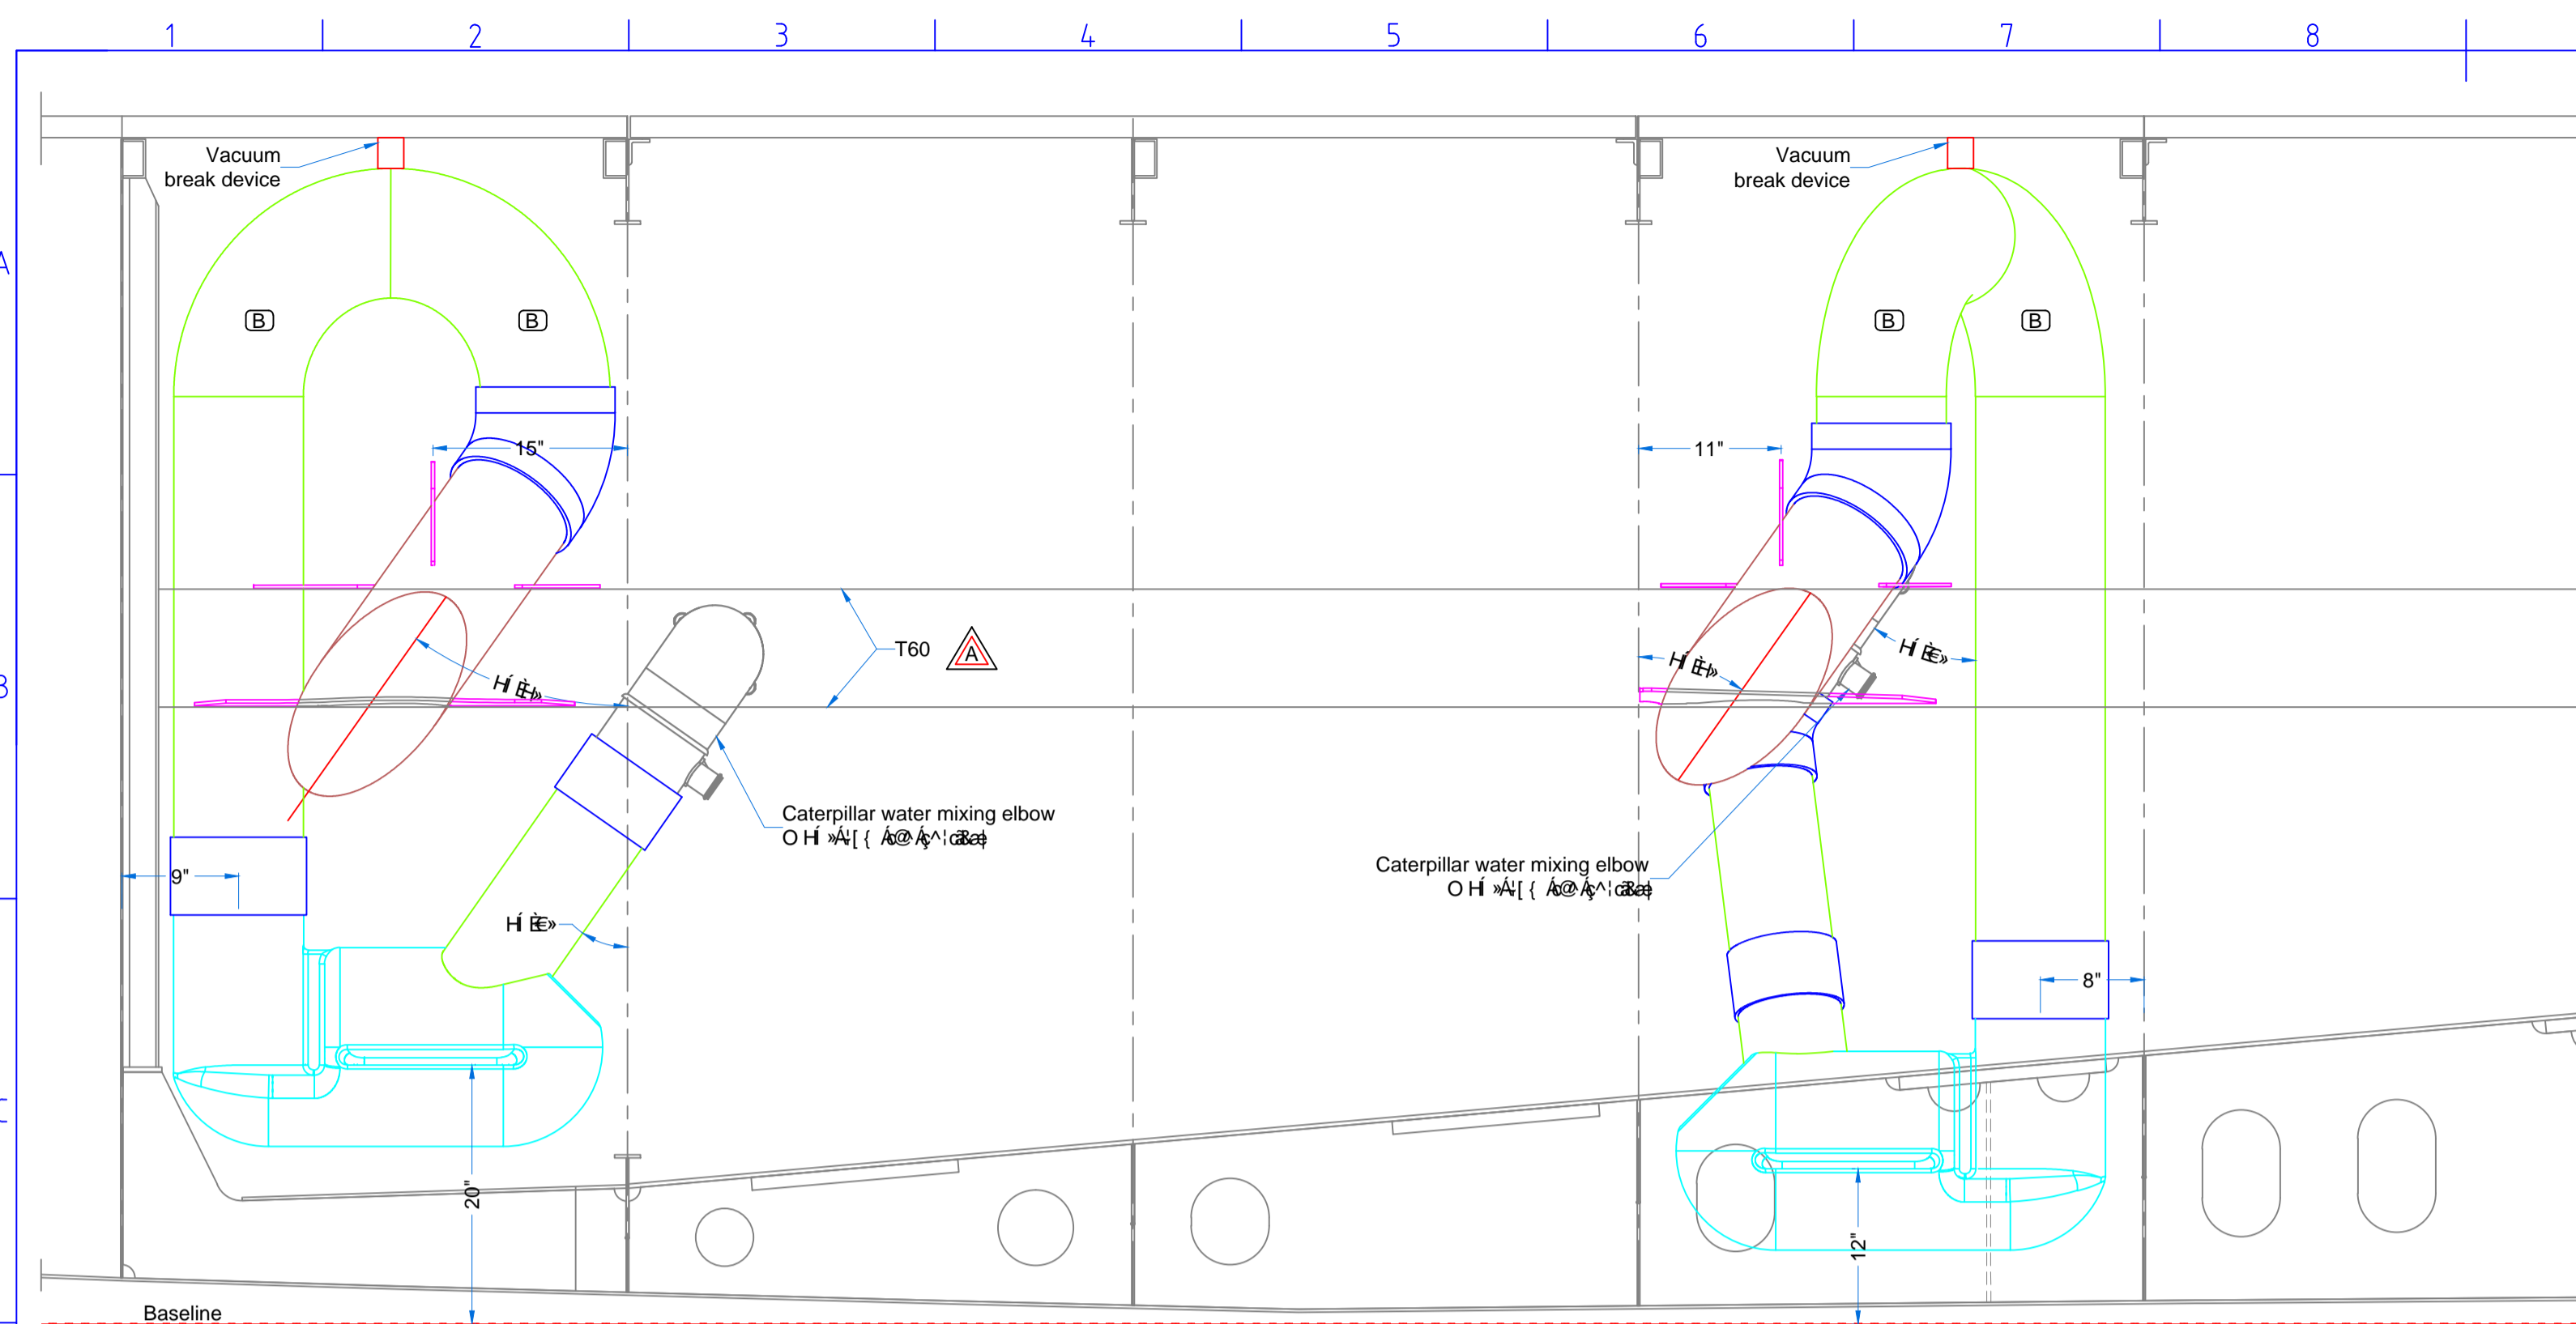 1 2 3 4 5 6 7 8
A
B
Vacuum
break device
Vacuum
break device
B B B B
15"
11"
T60
A
Caterpillar water mixing elbow
Caterpillar water mixing elbow
9"
8"
20"
12"
Baseline